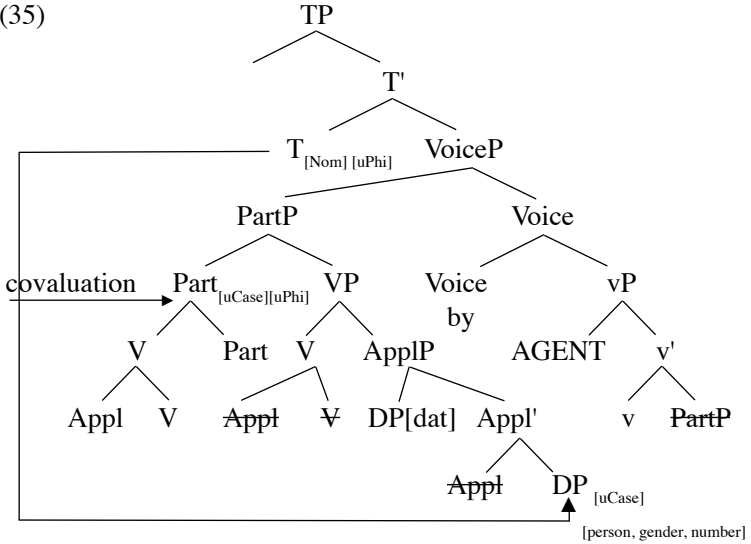 (35) TP
T'
T[Nom] [uPhi] VoiceP
PartP Voice
covaluation Part[uCase][uPhi] VP Voice vP
by
V Part V ApplP AGENT v'
Appl V Appl V DP[dat] Appl' v PartP
Appl DP[uCase]
[person, gender, number]